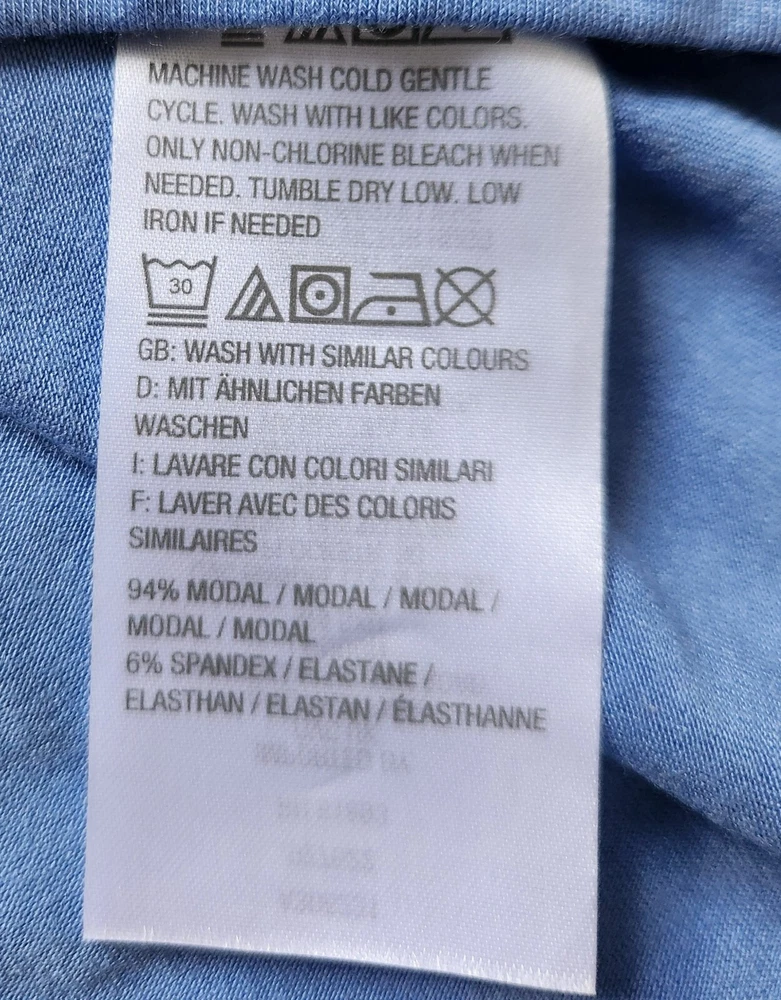 MACHINE WASH COLD GENTLE
CYCLE. WASH WITH LIKE COLORS.
ONLY NON-CHLORINE BLEACH WHEN
NEEDED. TUMBLE DRY LOW. LOW
IRON IF NEEDED
30
GB: WASH WITH SIMILAR COLOURS
D: MIT ÄHNLICHEN FARBEN
WASCHEN
I: LAVARE CON COLORI SIMILARI
F: LAVER AVEC DES COLORIS
SIMILAIRES
94% MODAL / MODAL / MODAL /
MODAL / MODAL
6% SPANDEX / ELASTANE /
ELASTHAN / ELASTAN / ÉLASTHANNE